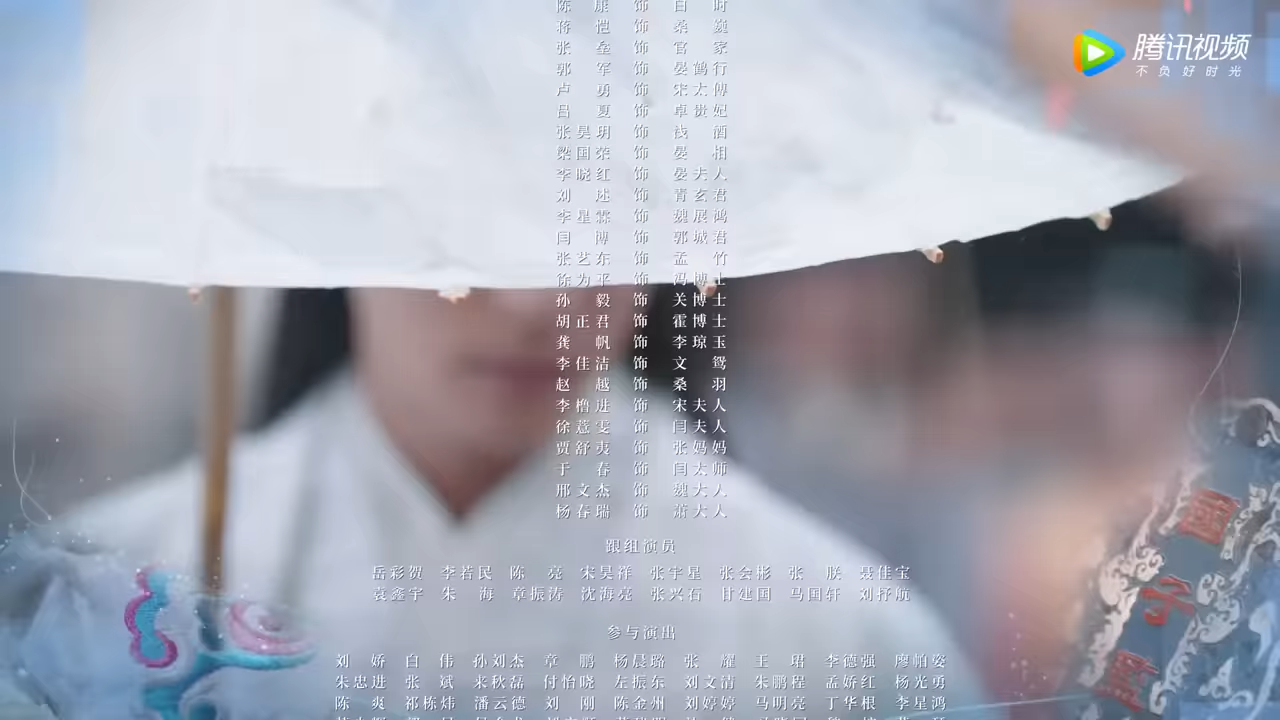 陈康 饰 白时
蒋恺 饰 桑巍
张垒 饰 管家
郭军 饰 晏鹤行
卢勇 饰 宋太傅
吕夏 饰 卓贵妃
张昊玥 饰 浅酒
梁国荣 饰 晏相
李晓红 饰 晏夫人
刘述 饰 青玄君
李星霖 饰 魏展鸿
闫博 饰 郭城君
张艺东 饰 孟竹
徐为平 饰 冯博士
孙毅 饰 关博士
胡正君 饰 霍博士
龚帆 饰 李琼玉
李佳洁 饰 文鸳
赵越 饰 桑羽
李橹进 饰 宋夫人
徐薏雯 饰 闫夫人
贾舒夷 饰 张妈妈
于春 饰 闫太师
邢文杰 饰 魏大人
杨春瑞 饰 萧大人
跟组演员
岳彩贺 李若民 陈亮 宋昊祥 张宇星 张会彬 张朕 聂佳宝
袁鑫宇 朱海 章振涛 沈海亮 张兴石 甘建国 马国轩 刘抒航
参与演出
刘娇 白伟 孙刘杰 章鹏 杨晨璐 张耀 王珺 李德强 廖帕姿
朱忠进 张斌 来秋磊 付怡晓 左振东 刘文清 朱鹏程 孟娇红 杨光勇
陈爽 祁栋炜 潘云德 刘刚 陈金州 刘婷婷 马明亮 丁华根 李星鸿
腾讯视频
不负好时光
國子監